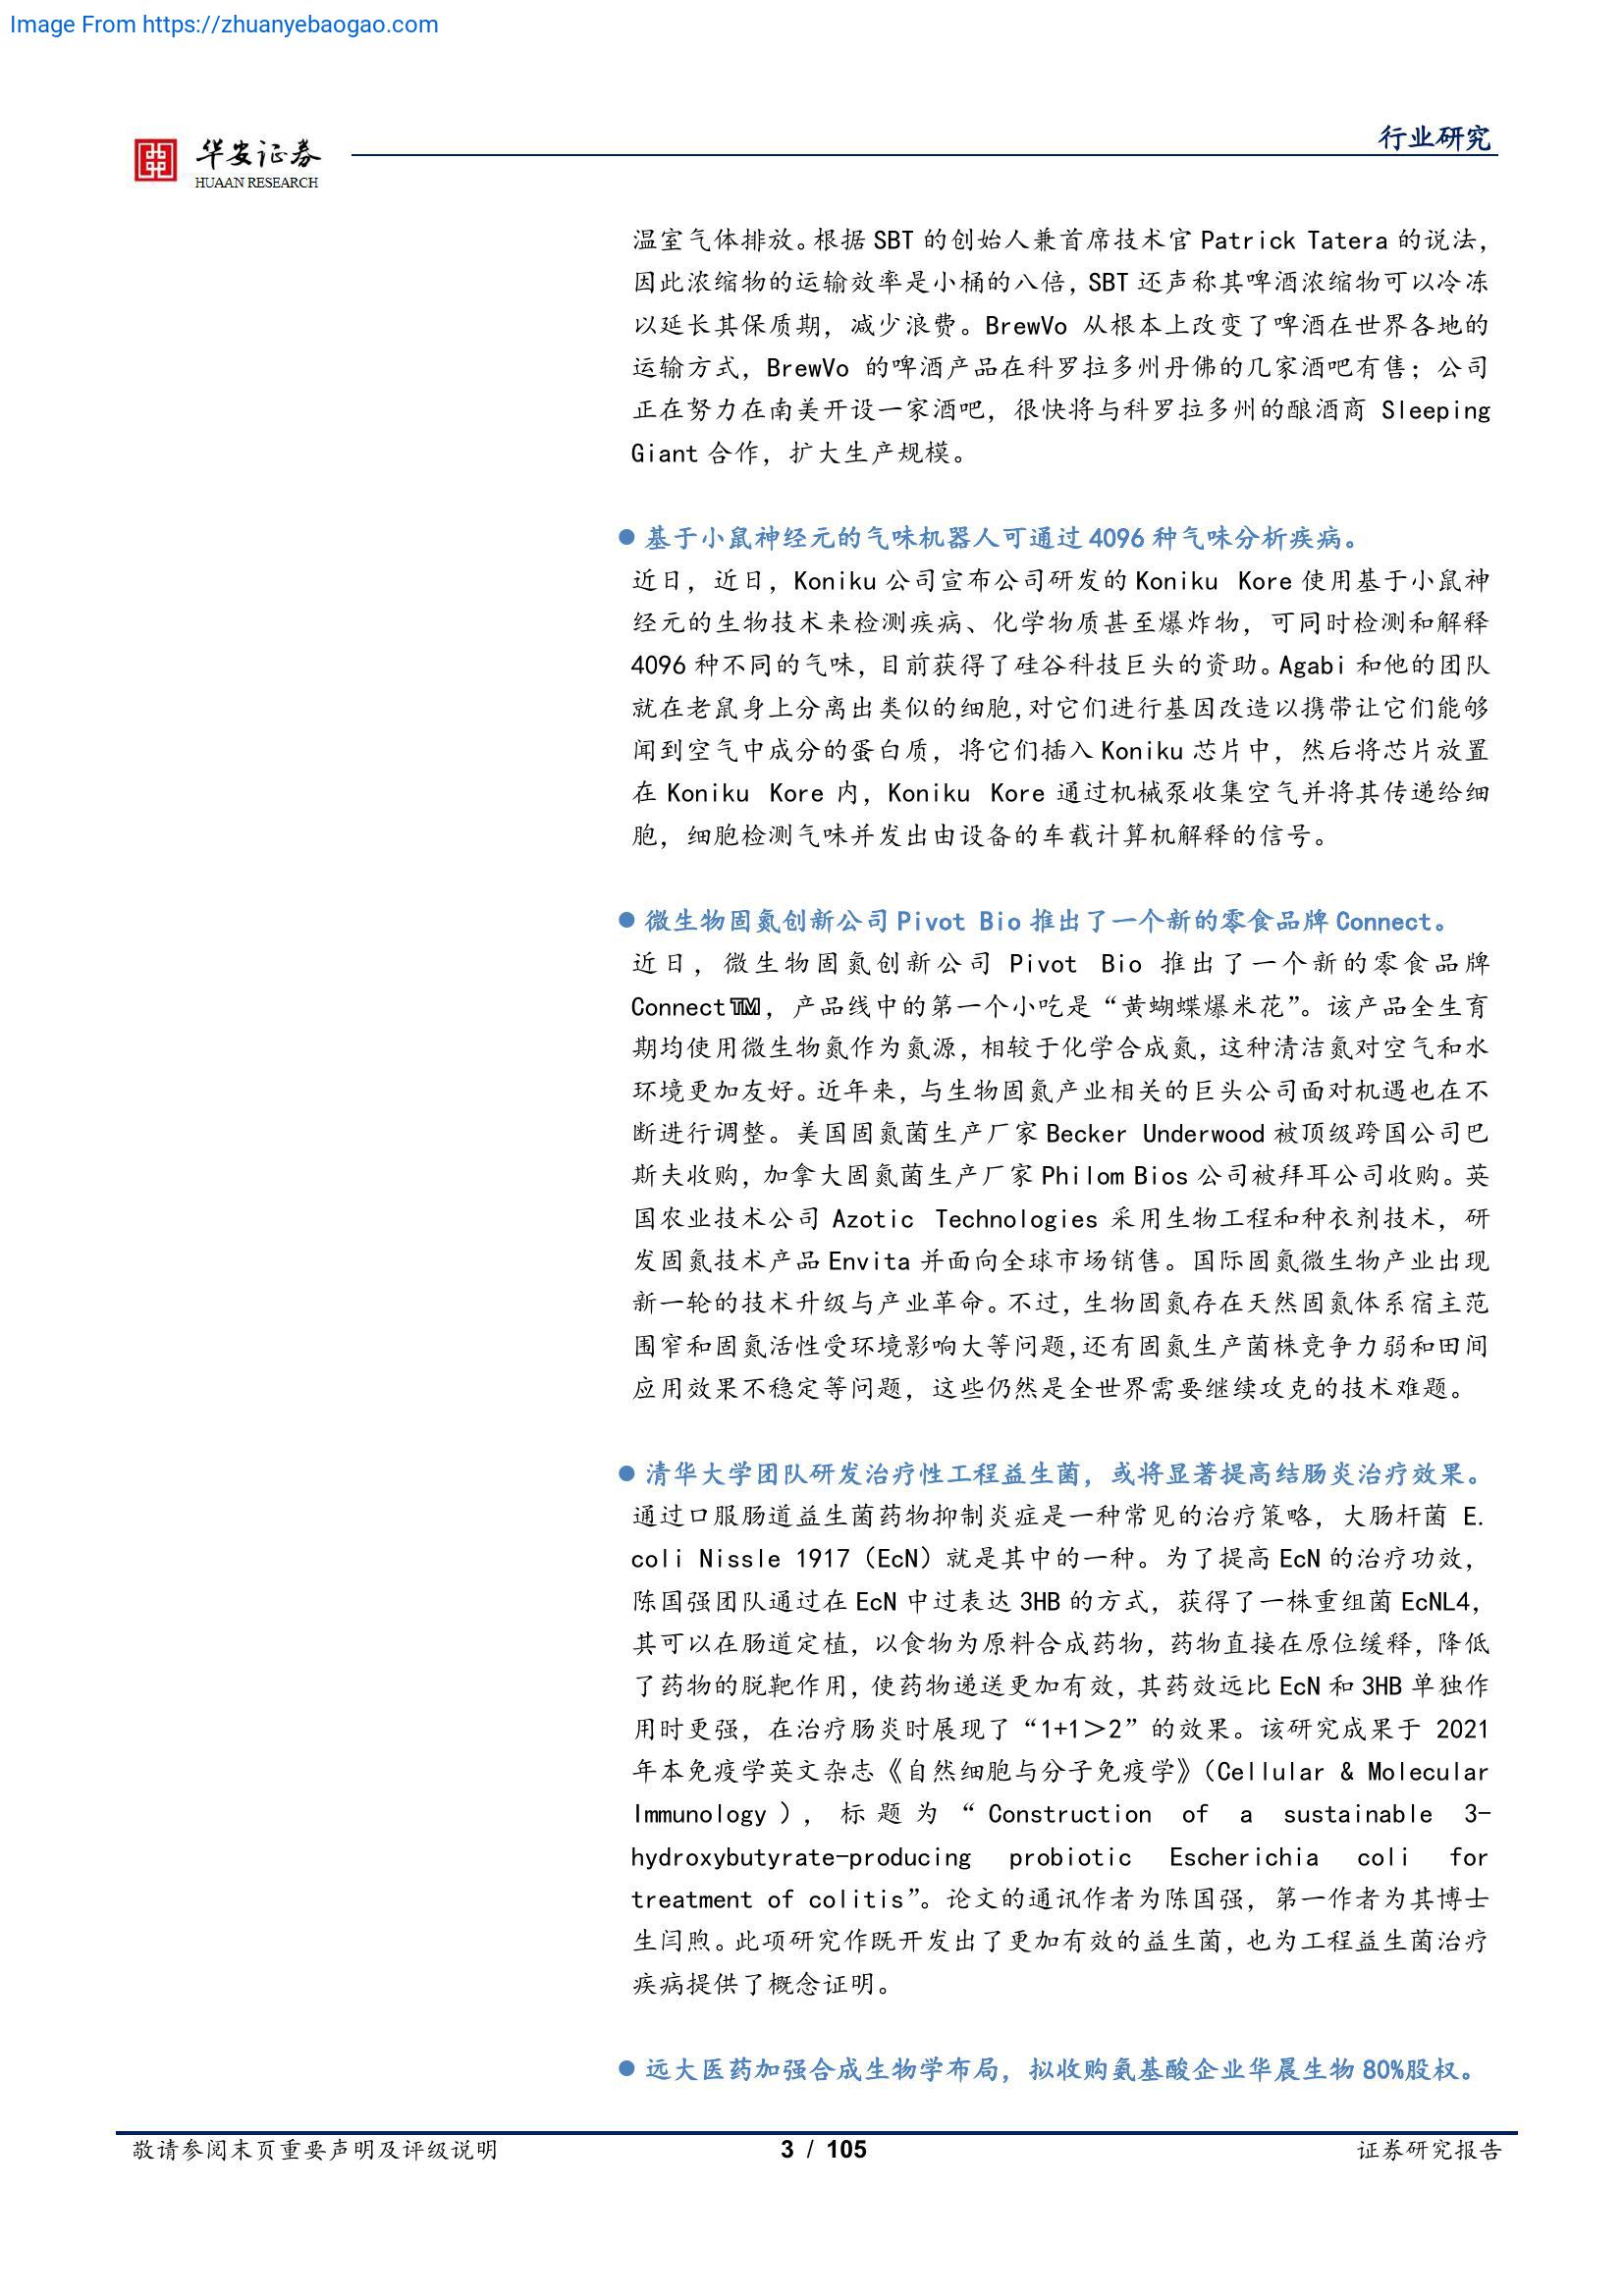 Image From https://zhuanyebaogao.com
华安证券
HUAAN RESEARCH
行业研究
温室气体排放。根据 SBT 的创始人兼首席技术官 Patrick Tatera 的说法，
因此浓缩物的运输效率是小桶的八倍，SBT 还声称其啤酒浓缩物可以冷冻
以延长其保质期，减少浪费。BrewVo 从根本上改变了啤酒在世界各地的
运输方式，BrewVo 的啤酒产品在科罗拉多州丹佛的几家酒吧有售；公司
正在努力在南美开设一家酒吧，很快将与科罗拉多州的酿酒商 Sleeping
Giant 合作，扩大生产规模。
● 基于小鼠神经元的气味机器人可通过 4096 种气味分析疾病。
近日，近日，Koniku 公司宣布公司研发的 Koniku Kore 使用基于小鼠神
经元的生物技术来检测疾病、化学物质甚至爆炸物，可同时检测和解释
4096 种不同的气味，目前获得了硅谷科技巨头的资助。Agabi 和他的团队
就在老鼠身上分离出类似的细胞，对它们进行基因改造以携带让它们能够
闻到空气中成分的蛋白质，将它们插入 Koniku 芯片中，然后将芯片放置
在 Koniku Kore 内，Koniku Kore 通过机械泵收集空气并将其传递给细
胞，细胞检测气味并发出由设备的车载计算机解释的信号。
● 微生物固氮创新公司 Pivot Bio 推出了一个新的零食品牌 Connect。
近日，微生物固氮创新公司 Pivot Bio 推出了一个新的零食品牌
Connect™，产品线中的第一个小吃是“黄蝴蝶爆米花”。该产品全生育
期均使用微生物氮作为氮源，相较于化学合成氮，这种清洁氮对空气和水
环境更加友好。近年来，与生物固氮产业相关的巨头公司面对机遇也在不
断进行调整。美国固氮菌生产厂家 Becker Underwood 被顶级跨国公司巴
斯夫收购，加拿大固氮菌生产厂家 Philom Bios 公司被拜耳公司收购。英
国农业技术公司 Azotic Technologies 采用生物工程和种衣剂技术，研
发固氮技术产品 Envita 并面向全球市场销售。国际固氮微生物产业出现
新一轮的技术升级与产业革命。不过，生物固氮存在天然固氮体系宿主范
围窄和固氮活性受环境影响大等问题，还有固氮生产菌株竞争力弱和田间
应用效果不稳定等问题，这些仍然是全世界需要继续攻克的技术难题。
● 清华大学团队研发治疗性工程益生菌，或将显著提高结肠炎治疗效果。
通过口服肠道益生菌药物抑制炎症是一种常见的治疗策略，大肠杆菌 E.
coli Nissle 1917（EcN）就是其中的一种。为了提高 EcN 的治疗功效，
陈国强团队通过在 EcN 中过表达 3HB 的方式，获得了一株重组菌 EcNL4，
其可以在肠道定植，以食物为原料合成药物，药物直接在原位缓释，降低
了药物的脱靶作用，使药物递送更加有效，其药效远比 EcN 和 3HB 单独作
用时更强，在治疗肠炎时展现了“1+1＞2”的效果。该研究成果于 2021
年本免疫学英文杂志《自然细胞与分子免疫学》（Cellular & Molecular
Immunology ），标题为“ Construction of a sustainable 3-
hydroxybutyrate-producing probiotic Escherichia coli for
treatment of colitis”。论文的通讯作者为陈国强，第一作者为其博士
生闫煦。此项研究作既开发出了更加有效的益生菌，也为工程益生菌治疗
疾病提供了概念证明。
● 远大医药加强合成生物学布局，拟收购氨基酸企业华晨生物 80%股权。
敬请参阅末页重要声明及评级说明
3 / 105
证券研究报告